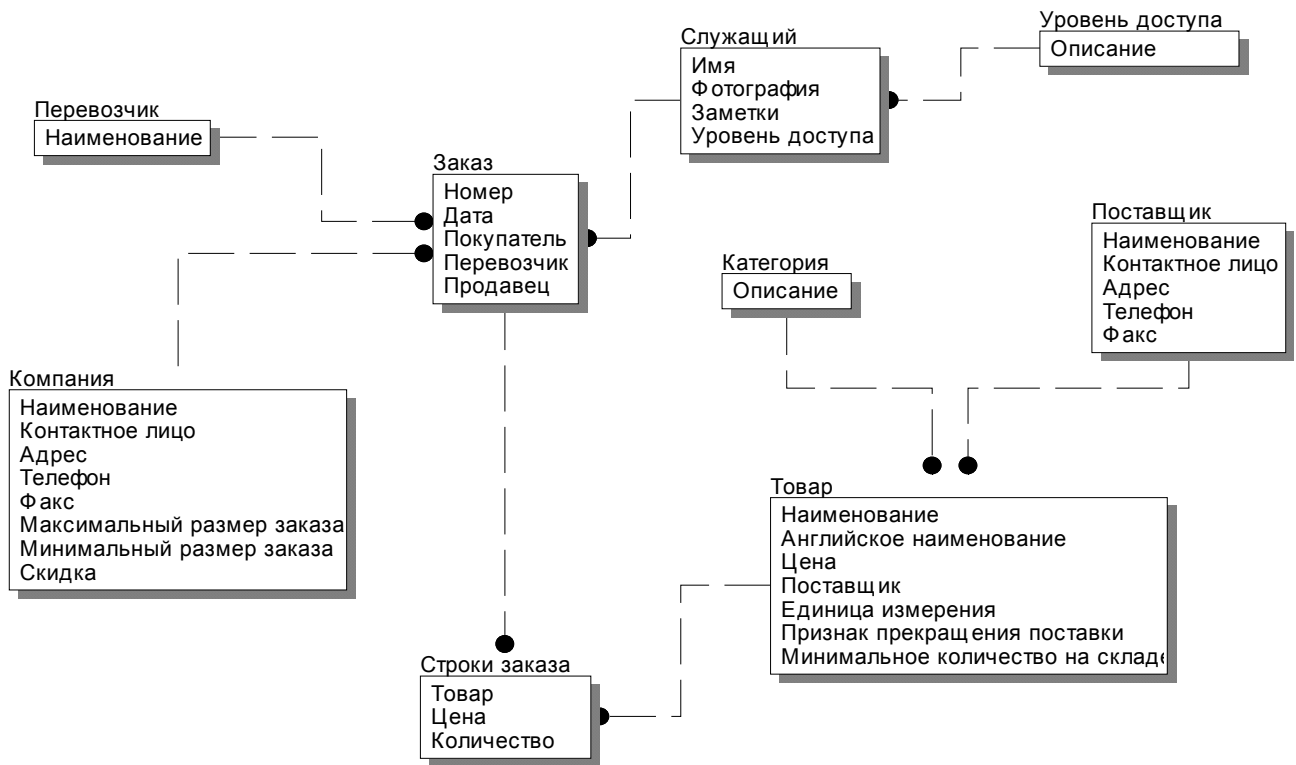 Уровень доступа
Описание
Служащий
Имя
Фотография
Заметки
Уровень доступа
Перевозчик
Наименование
Заказ
Номер
Дата
Покупатель
Перевозчик
Продавец
Поставщик
Наименование
Контактное лицо
Адрес
Телефон
Факс
Категория
Описание
Компания
Наименование
Контактное лицо
Адрес
Телефон
Факс
Максимальный размер заказа
Минимальный размер заказа
Скидка
Товар
Наименование
Английское наименование
Цена
Поставщик
Единица измерения
Признак прекращения поставки
Минимальное количество на складе
Строки заказа
Товар
Цена
Количество